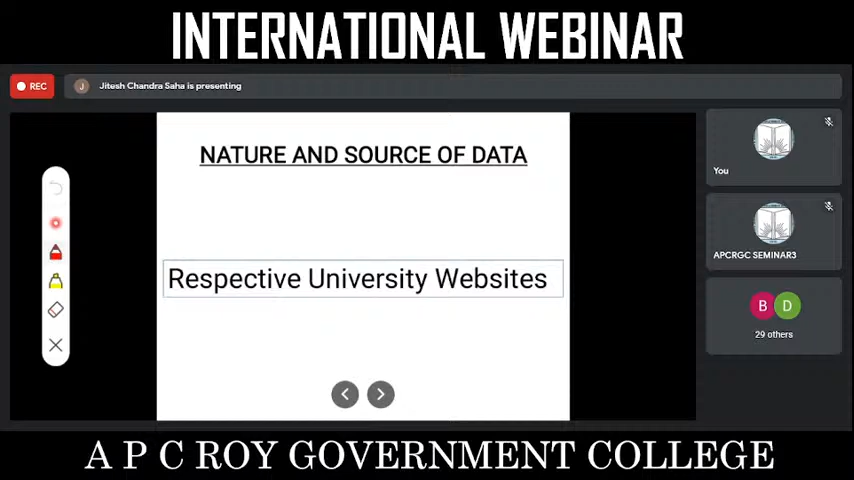 INTERNATIONAL WEBINAR
REC
J
Jitesh Chandra Saha is presenting
NATURE AND SOURCE OF DATA
Respective University Websites
You
APCRGC SEMINAR3
B D
29 others
A P C ROY GOVERNMENT COLLEGE